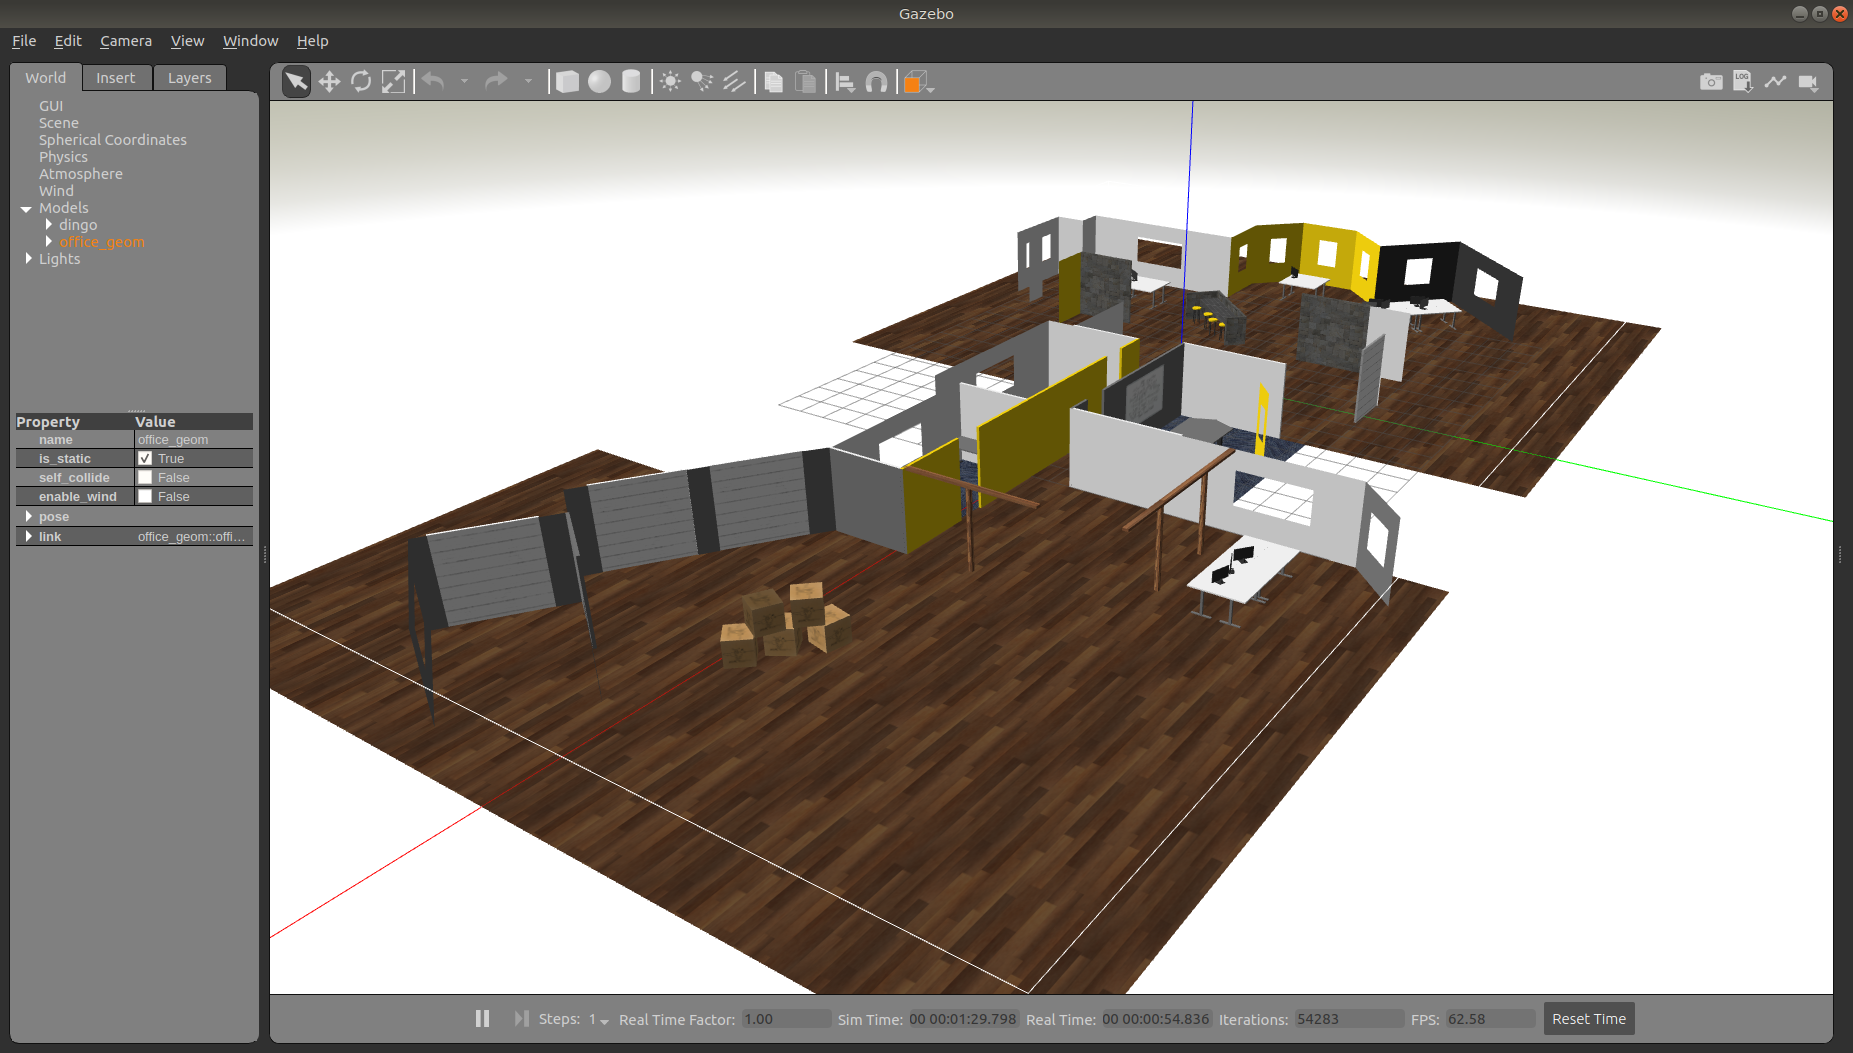 Gazebo
File Edit Camera View Window Help
World Insert Layers
GUI
Scene
Spherical Coordinates
Physics
Atmosphere
Wind
Models
dingo
office_geom
Lights
Property Value
name office_geom
is_static True
self_collide False
enable_wind False
pose
link office_geom::offi...
LOG
Steps: 1 Real Time Factor: 1.00 Sim Time: 00 00:01:29.798 Real Time: 00 00:00:54.836 Iterations: 54283 FPS: 62.58 Reset Time